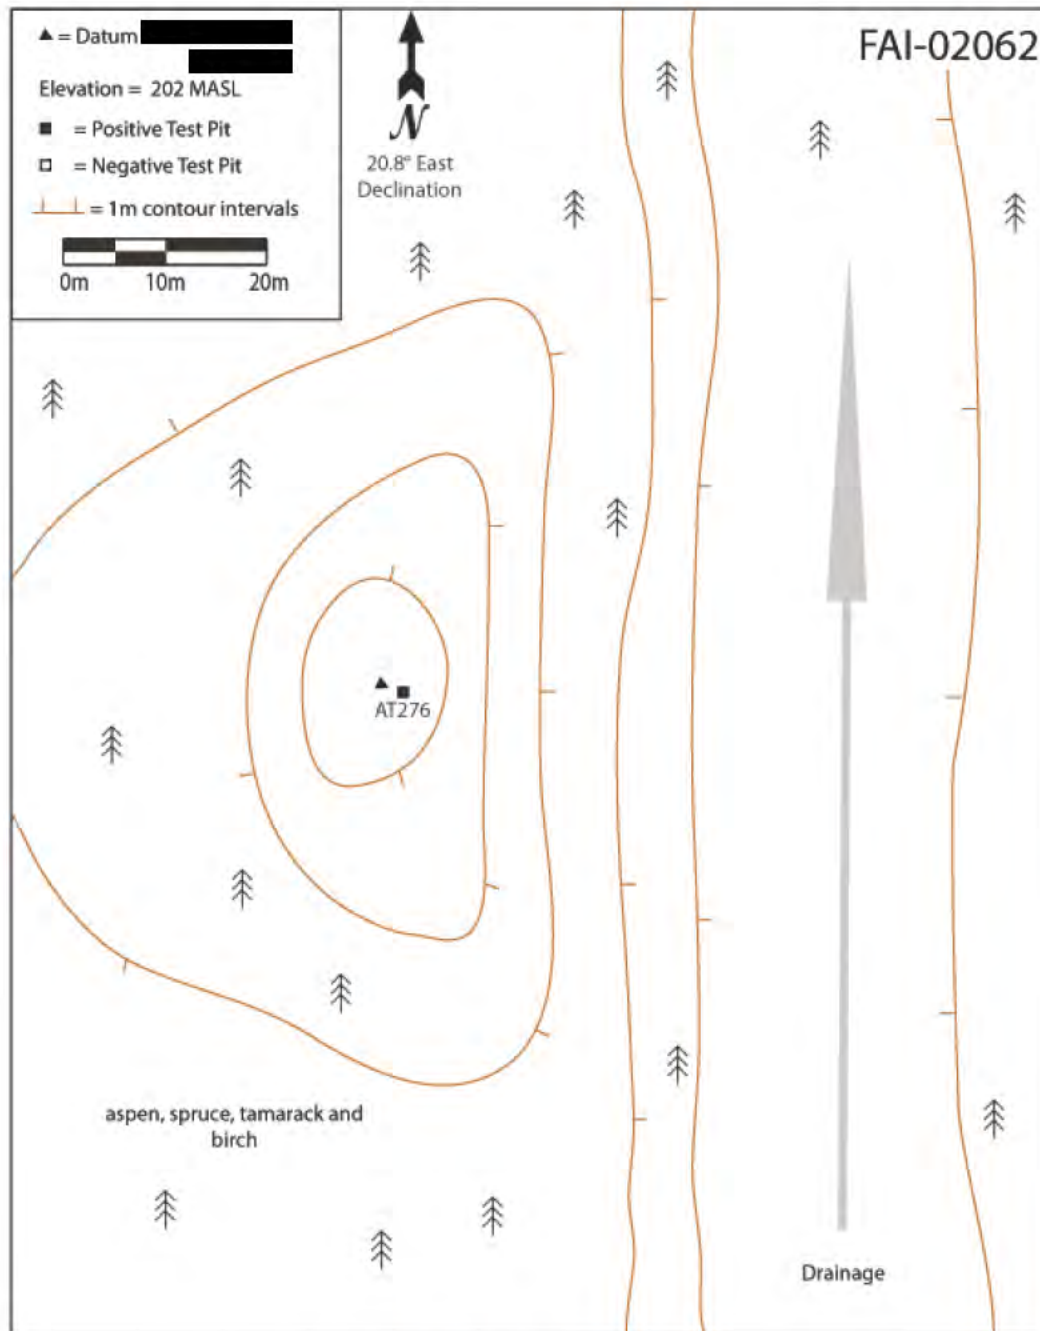 ▲ = Datum
Elevation = 202 MASL
■ = Positive Test Pit
□ = Negative Test Pit
= 1m contour intervals
0m 10m 20m
N
20.8° East
Declination
FAI-02062
AT276
aspen, spruce, tamarack and
birch
Drainage